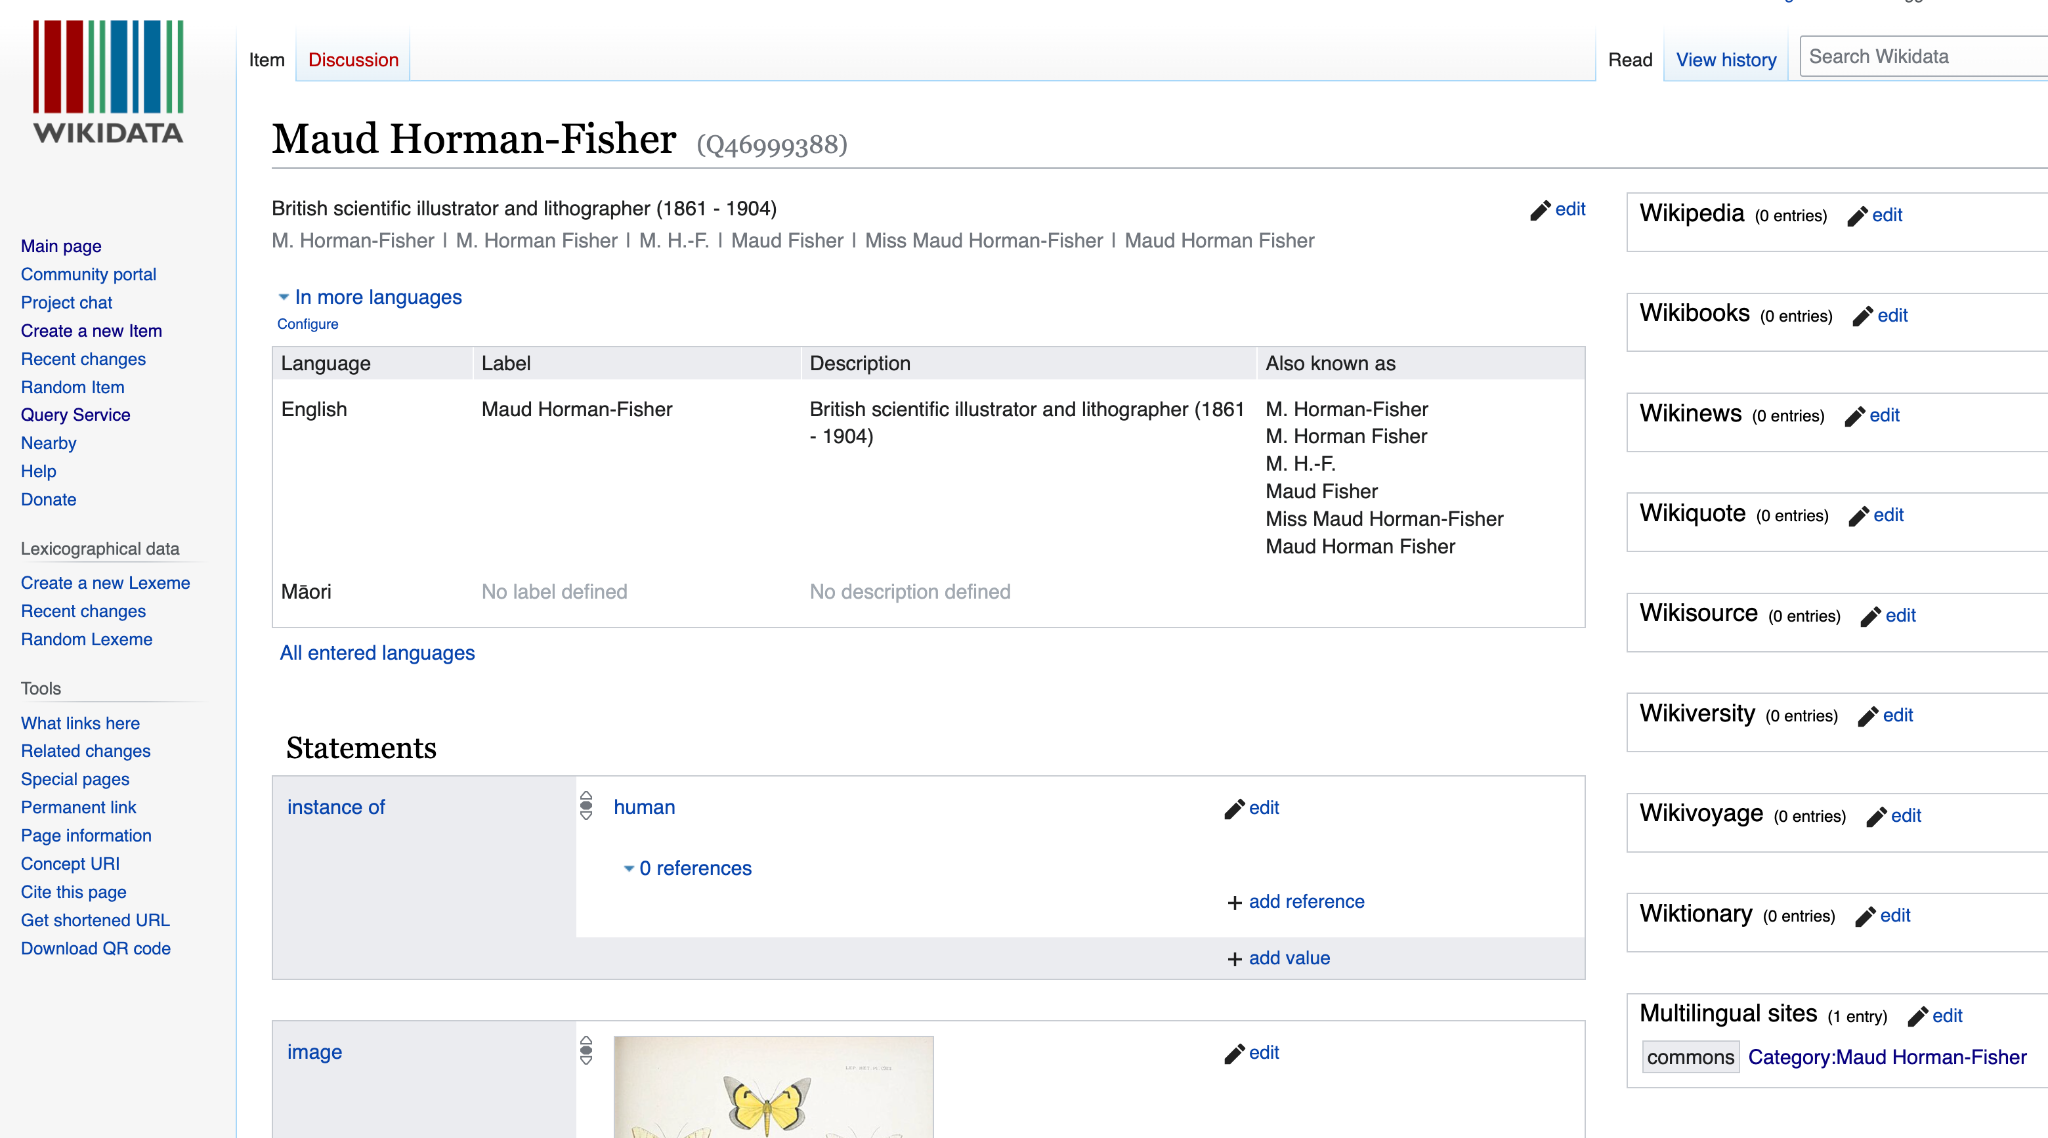 WIKIDATA
Item
Discussion
Read
View history
Search Wikidata
Main page
Community portal
Project chat
Create a new Item
Recent changes
Random Item
Query Service
Nearby
Help
Donate
Lexicographical data
Create a new Lexeme
Recent changes
Random Lexeme
Tools
What links here
Related changes
Special pages
Permanent link
Page information
Concept URI
Cite this page
Get shortened URL
Download QR code
Maud Horman-Fisher (Q46999388)
British scientific illustrator and lithographer (1861 - 1904)
edit
M. Horman-Fisher | M. Horman Fisher | M. H.-F. | Maud Fisher | Miss Maud Horman-Fisher | Maud Horman Fisher
In more languages
Configure
Language Label Description Also known as
English Maud Horman-Fisher British scientific illustrator and lithographer (1861 M. Horman-Fisher
- 1904) M. Horman Fisher
M. H.-F.
Maud Fisher
Miss Maud Horman-Fisher
Maud Horman Fisher
Māori No label defined No description defined
All entered languages
Statements
instance of human edit
0 references
+ add reference
+ add value
image edit
Wikipedia (0 entries) edit
Wikibooks (0 entries) edit
Wikinews (0 entries) edit
Wikiquote (0 entries) edit
Wikisource (0 entries) edit
Wikiversity (0 entries) edit
Wikivoyage (0 entries) edit
Wiktionary (0 entries) edit
Multilingual sites (1 entry) edit
commons Category:Maud Horman-Fisher